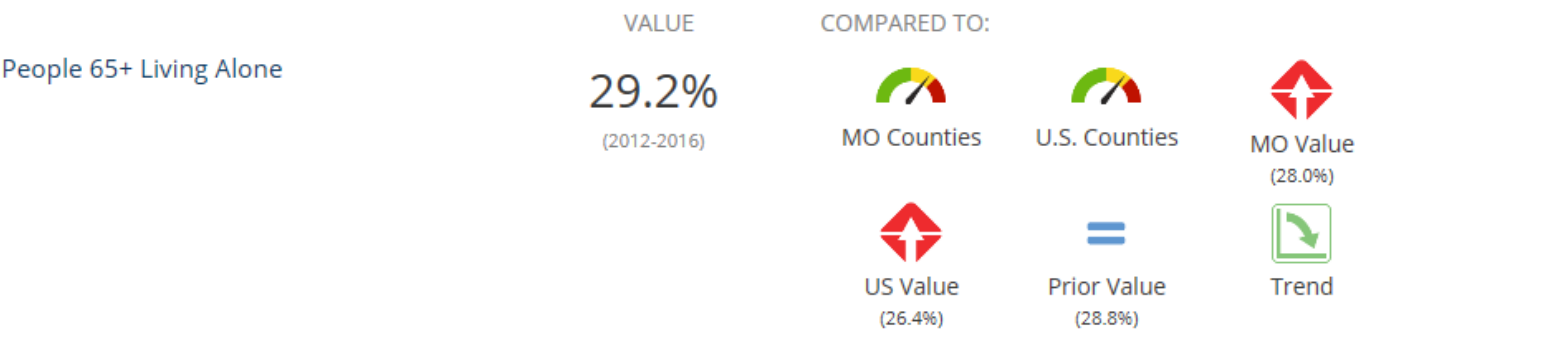 VALUE COMPARED TO:
People 65+ Living Alone
29.2%
(2012-2016)
MO Counties
U.S. Counties
MO Value
(28.0%)
US Value
(26.4%)
Prior Value
(28.8%)
Trend